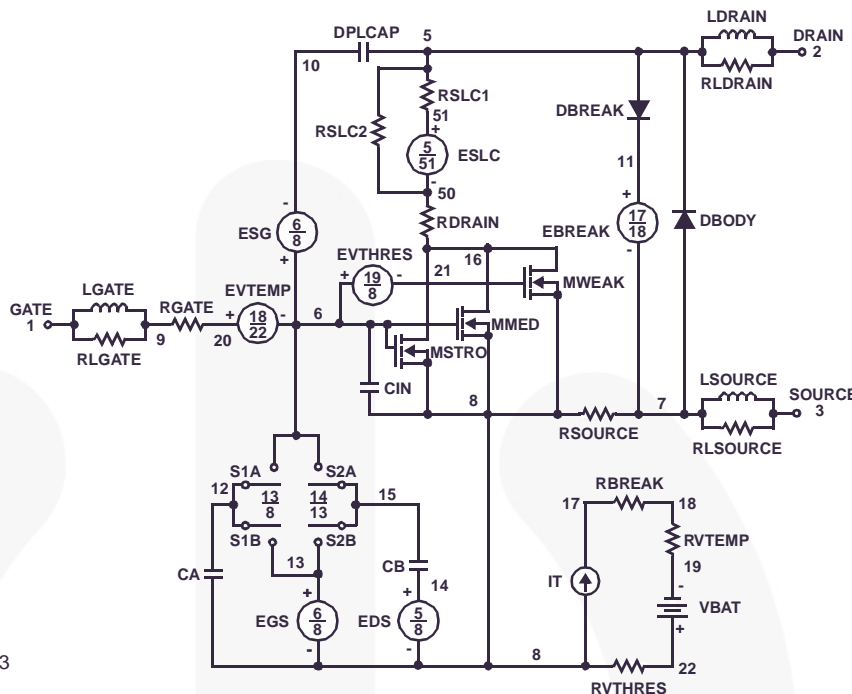 LDRAIN
DPLCAP 5 DRAIN
10 2
RLDRAIN
RSLC1
51
RSLC2
+
5
51
ESLC
-
50
DBREAK
11
+
17
18
EBREAK
-
DBODY
RDRAIN
-
6
8
ESG
+
EVTHRES
+ 19 -
8
21
16
MWEAK
LGATE
GATE
1
RLGATE
9
RGATE
20
EVTEMP
+ 18 -
22
6
MMED
MSTRO
CIN
8
RSOURCE
7
LSOURCE
SOURCE
3
RLSOURCE
S1A
S2A
12
13
8
14
13
15
S1B
S2B
13
CA
CB
14
+
6
8
EGS
-
+
5
8
EDS
-
8
RBREAK
17 18
RVTEMP
19
IT
-
VBAT
+
22
RVTHRES
3